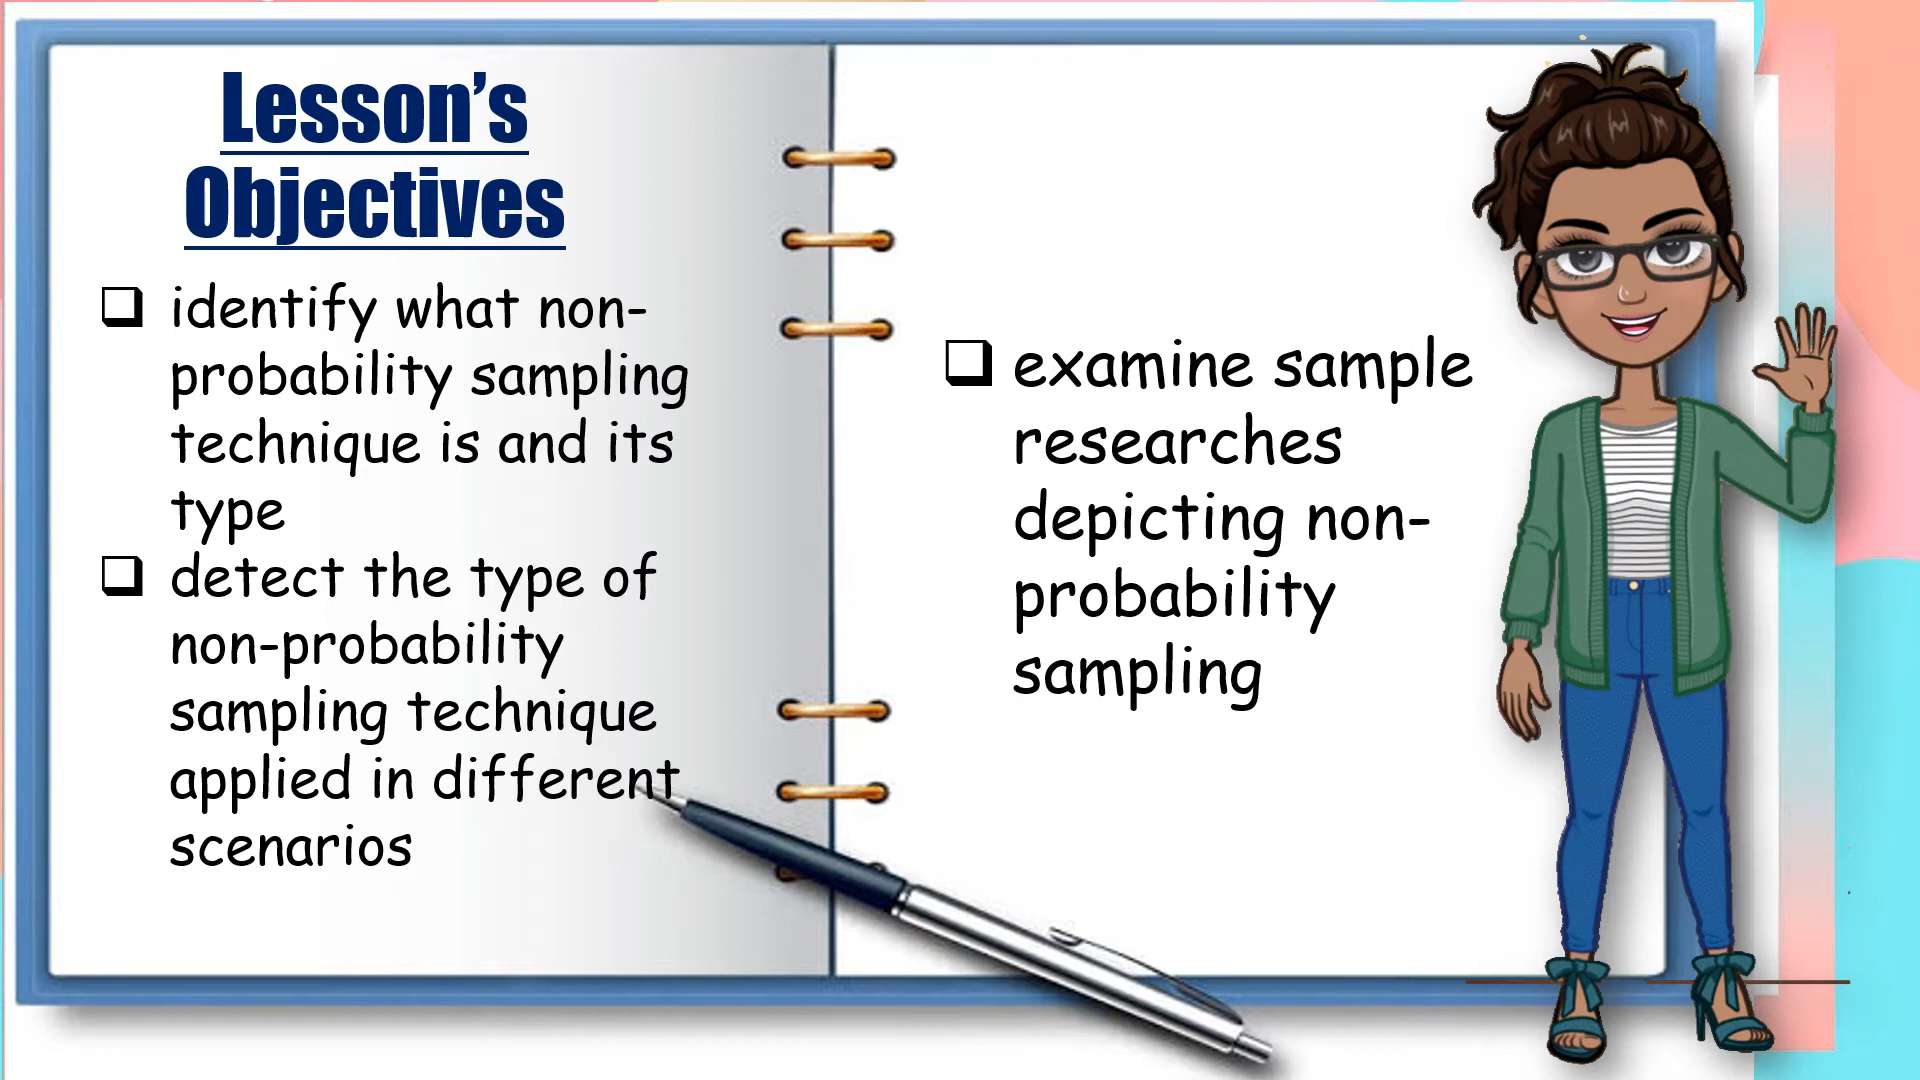 Lesson’s
Objectives
❑ identify what non-
probability sampling
technique is and its
type
❑ detect the type of
non-probability
sampling technique
applied in different
scenarios
❑ examine sample
researches
depicting non-
probability
sampling